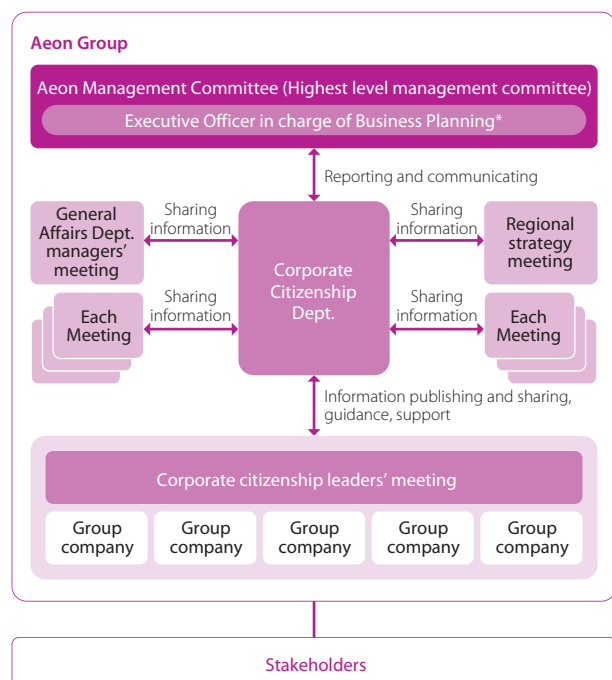 Aeon Group
Aeon Management Committee (Highest level management committee)
Executive Officer in charge of Business Planning*
Reporting and communicating
General
Affairs Dept.
managers’
meeting
Sharing
information
Corporate
Citizenship
Dept.
Sharing
information
Regional
strategy
meeting
Each
Meeting
Sharing
information
Sharing
information
Each
Meeting
Information publishing and sharing,
guidance, support
Corporate citizenship leaders’ meeting
Group
company
Group
company
Group
company
Group
company
Group
company
Stakeholders